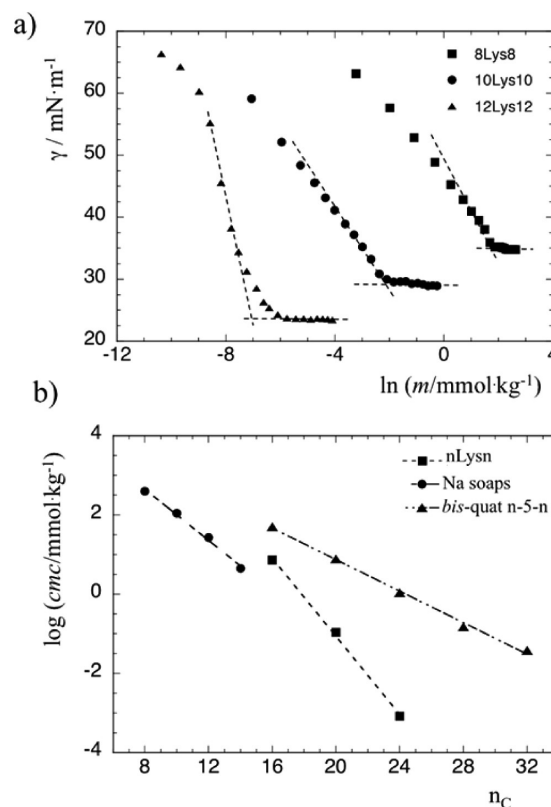 a)
γ / mN·m⁻¹
70
60
50
40
30
20
8Lys8
10Lys10
12Lys12
-12 -8 -4 0 4
ln (m/mmol·kg⁻¹)
b)
log (cmc/mmol·kg⁻¹)
4
2
0
-2
-4
nLysn
Na soaps
bis-quat n-5-n
8 12 16 20 24 28 32
n_C